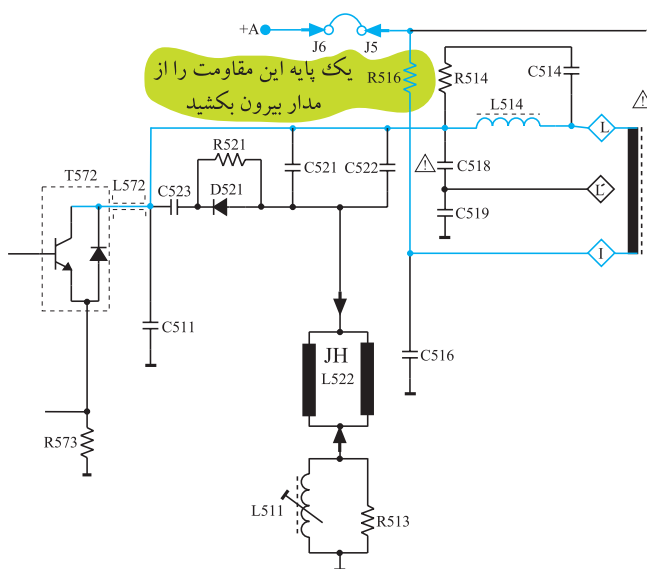 +A
J6 J5
یک پایه این مقاومت را از
مدار بیرون بکشید
R516
R514
C514
L514
L
R521
T572
L572
C523
D521
C521
C522
C518
L´
C519
I
C511
JH
L522
C516
R573
L511
R513